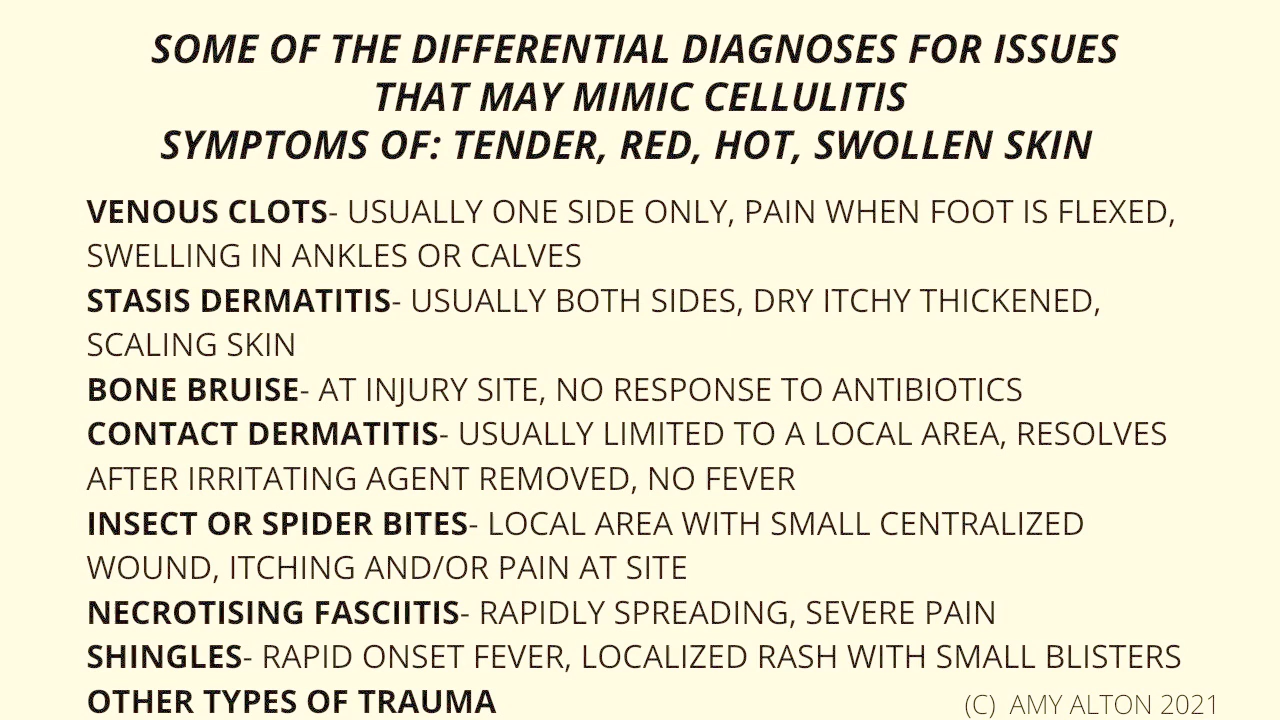 SOME OF THE DIFFERENTIAL DIAGNOSES FOR ISSUES
THAT MAY MIMIC CELLULITIS
SYMPTOMS OF: TENDER, RED, HOT, SWOLLEN SKIN
VENOUS CLOTS- USUALLY ONE SIDE ONLY, PAIN WHEN FOOT IS FLEXED,
SWELLING IN ANKLES OR CALVES
STASIS DERMATITIS- USUALLY BOTH SIDES, DRY ITCHY THICKENED,
SCALING SKIN
BONE BRUISE- AT INJURY SITE, NO RESPONSE TO ANTIBIOTICS
CONTACT DERMATITIS- USUALLY LIMITED TO A LOCAL AREA, RESOLVES
AFTER IRRITATING AGENT REMOVED, NO FEVER
INSECT OR SPIDER BITES- LOCAL AREA WITH SMALL CENTRALIZED
WOUND, ITCHING AND/OR PAIN AT SITE
NECROTISING FASCIITIS- RAPIDLY SPREADING, SEVERE PAIN
SHINGLES- RAPID ONSET FEVER, LOCALIZED RASH WITH SMALL BLISTERS
OTHER TYPES OF TRAUMA
(C) AMY ALTON 2021